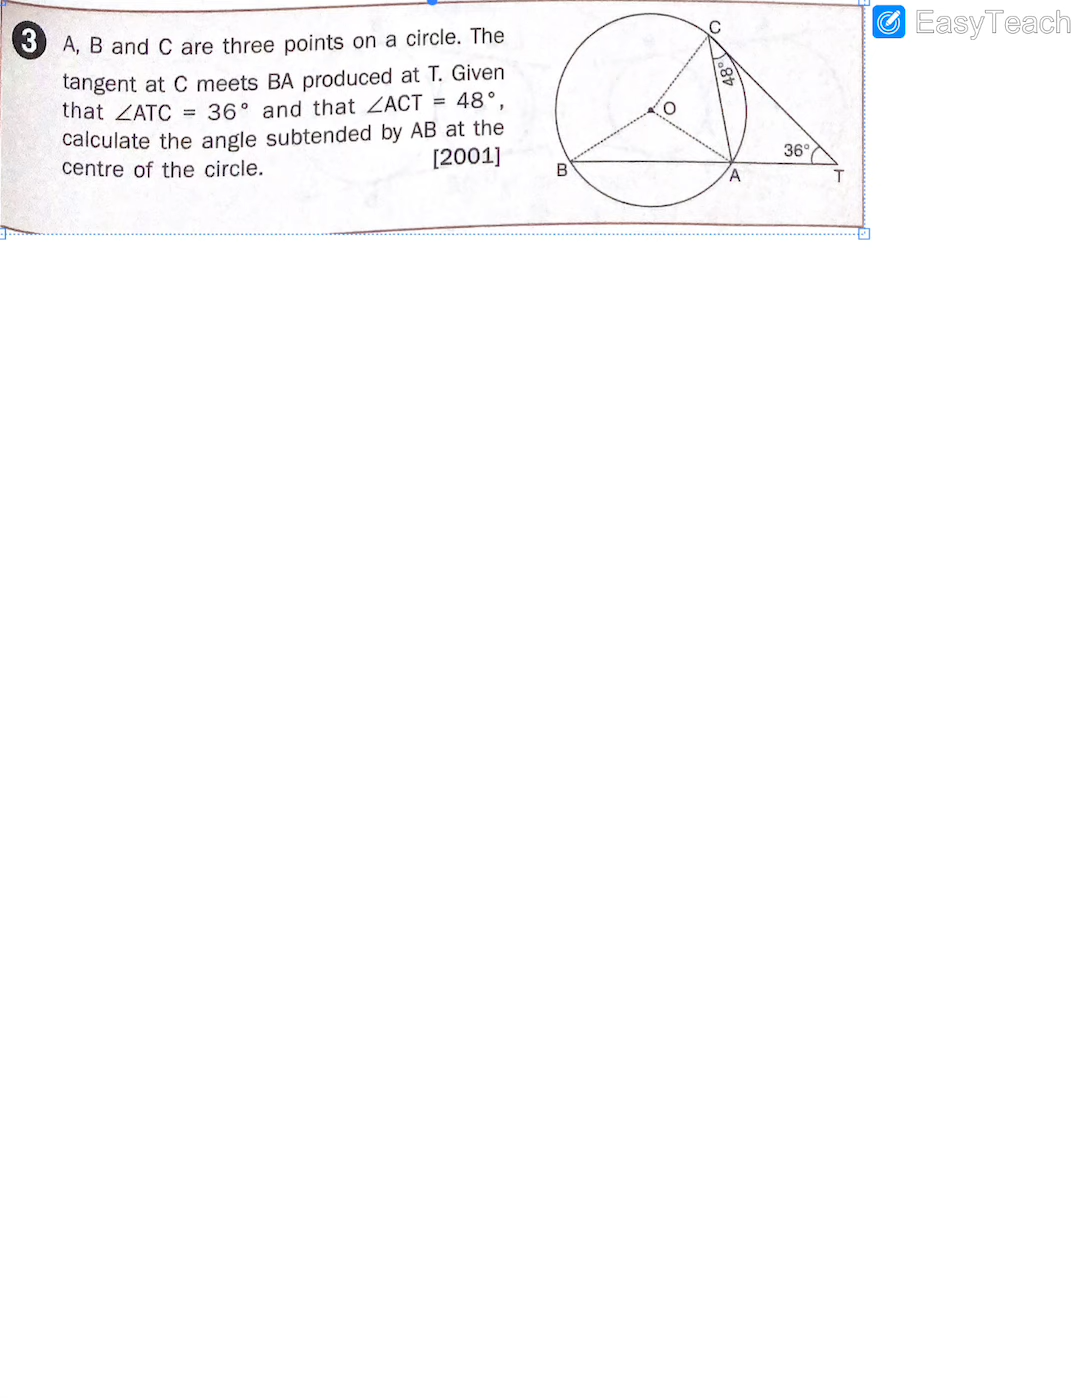 3 A, B and C are three points on a circle. The
tangent at C meets BA produced at T. Given
that ∠ATC = 36° and that ∠ACT = 48°,
calculate the angle subtended by AB at the
centre of the circle. [2001]
C
48°
O
36°
B
A
T
EasyTeach